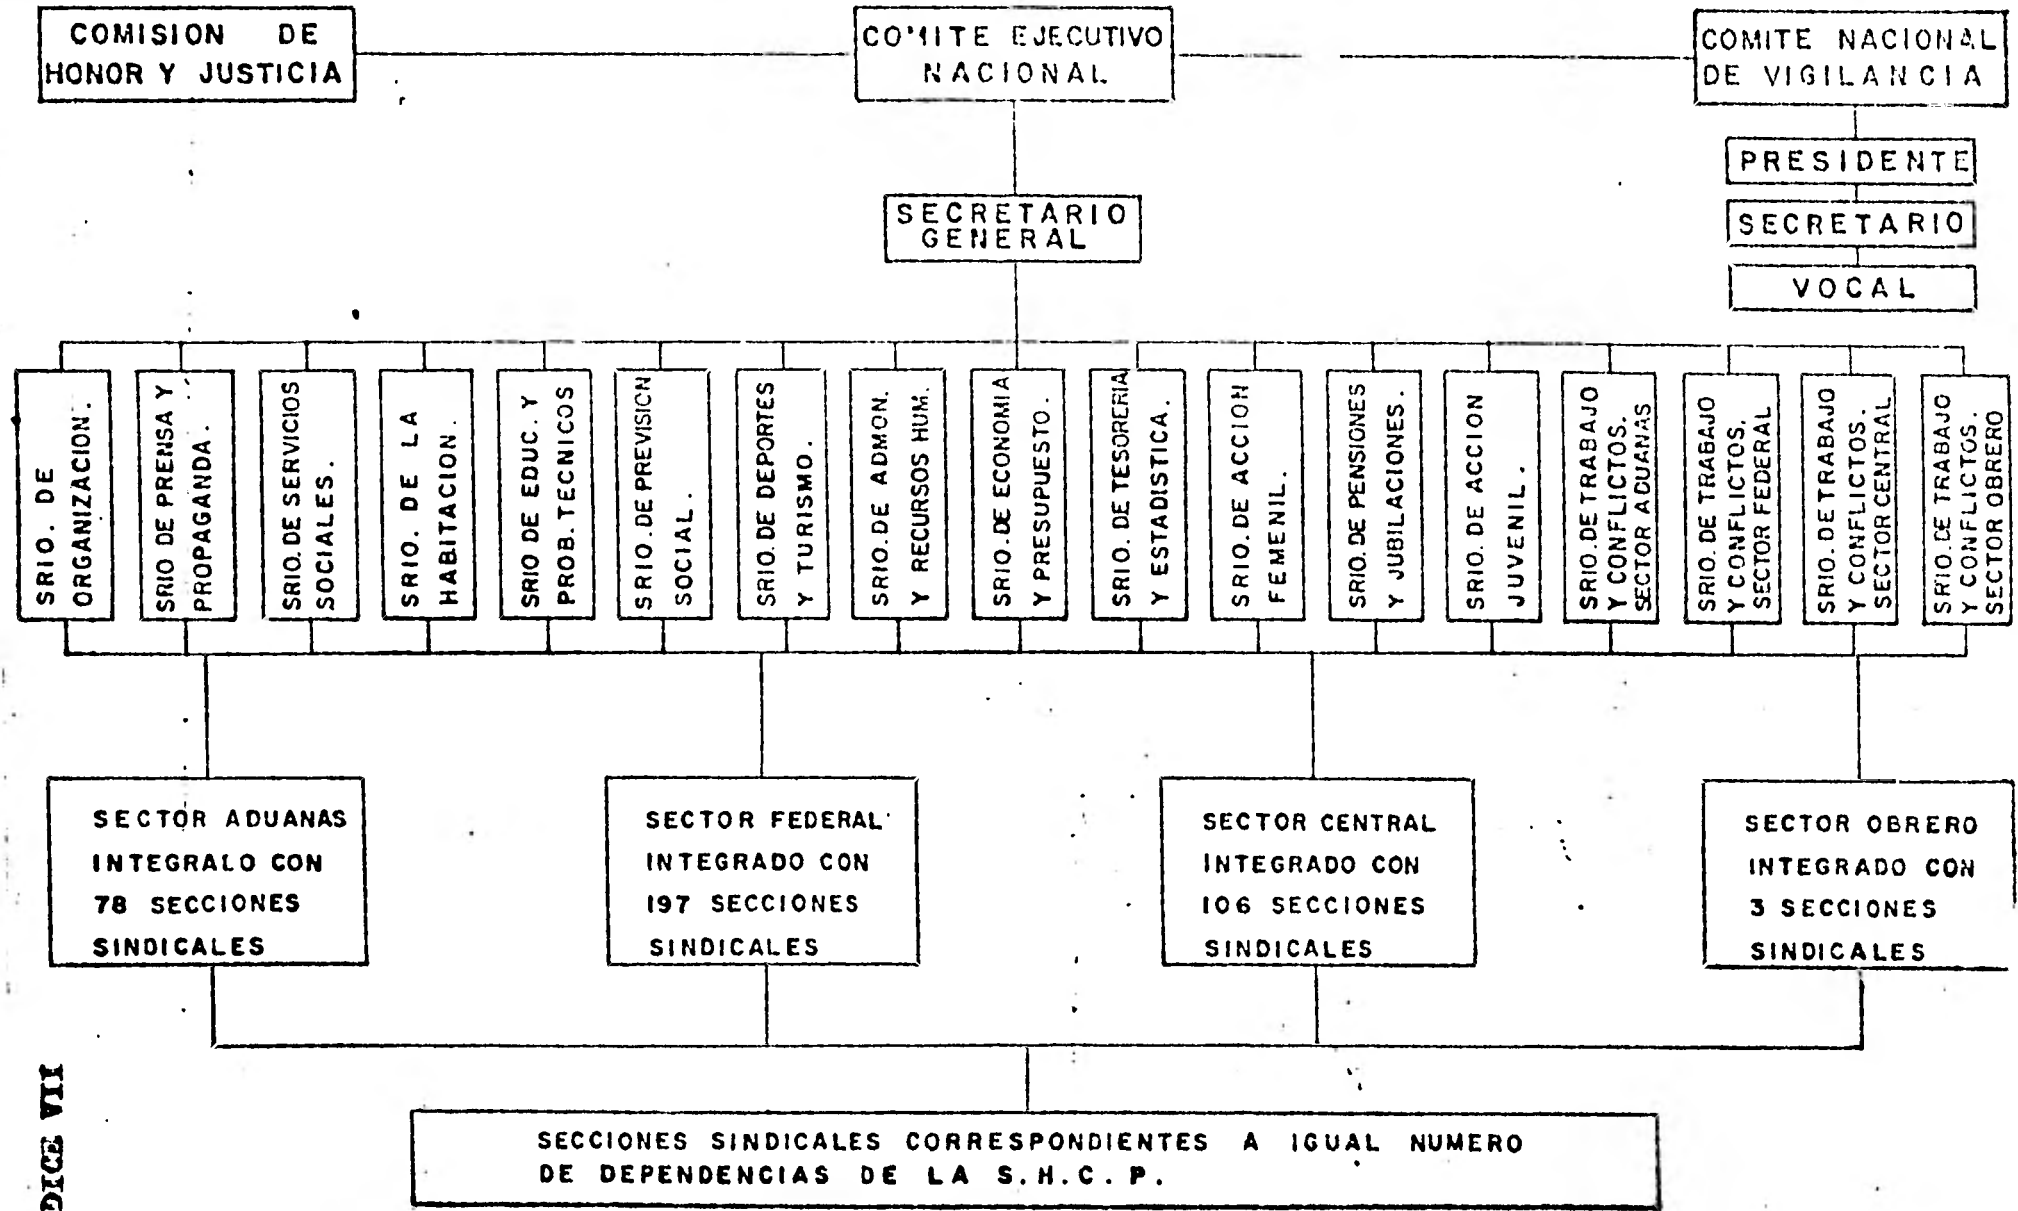 COMISION DE
HONOR Y JUSTICIA
COMITE EJECUTIVO
NACIONAL
COMITE NACIONAL
DE VIGILANCIA
PRESIDENTE
SECRETARIO
VOCAL
SECRETARIO
GENERAL
SRIO. DE
ORGANIZACION.
SRIO DE PRENSA Y
PROPAGANDA.
SRIO. DE SERVICIOS
SOCIALES.
SRIO. DE LA
HABITACION.
SRIO DE EDUC. Y
PROB. TECNICOS
SRIO. DE PREVISION
SOCIAL.
SRIO. DE DEPORTES
Y TURISMO.
SRIO. DE ADMON.
Y RECURSOS HUM.
SRIO. DE ECONOMIA
Y PRESUPUESTO.
SRIO. DE TESORERIA
Y ESTADISTICA.
SRIO. DE ACCION
FEMENIL.
SRIO. DE PENSIONES
Y JUBILACIONES.
SRIO. DE ACCION
JUVENIL.
SRIO. DE TRABAJO
Y CONFLICTOS.
SECTOR ADUANAS
SRIO. DE TRABAJO
Y CONFLICTOS.
SECTOR FEDERAL
SRIO. DE TRABAJO
Y CONFLICTOS.
SECTOR CENTRAL
SRIO. DE TRABAJO
Y CONFLICTOS.
SECTOR OBRERO
SECTOR ADUANAS
INTEGRALO CON
78 SECCIONES
SINDICALES
SECTOR FEDERAL
INTEGRADO CON
197 SECCIONES
SINDICALES
SECTOR CENTRAL
INTEGRADO CON
106 SECCIONES
SINDICALES
SECTOR OBRERO
INTEGRADO CON
3 SECCIONES
SINDICALES
SECCIONES SINDICALES CORRESPONDIENTES A IGUAL NUMERO
DE DEPENDENCIAS DE LA S.H.C.P.
DICE VII